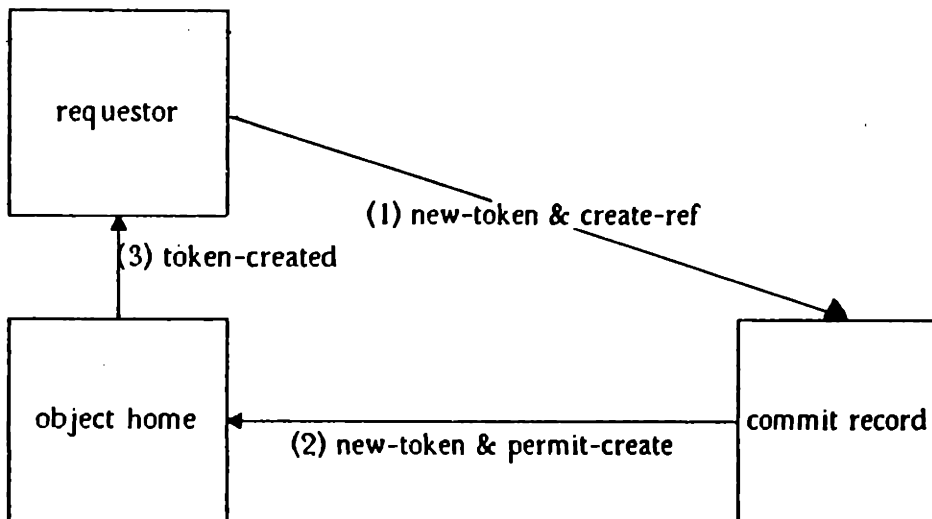 requestor
(1) new-token & create-ref
(3) token-created
object home
commit record
(2) new-token & permit-create